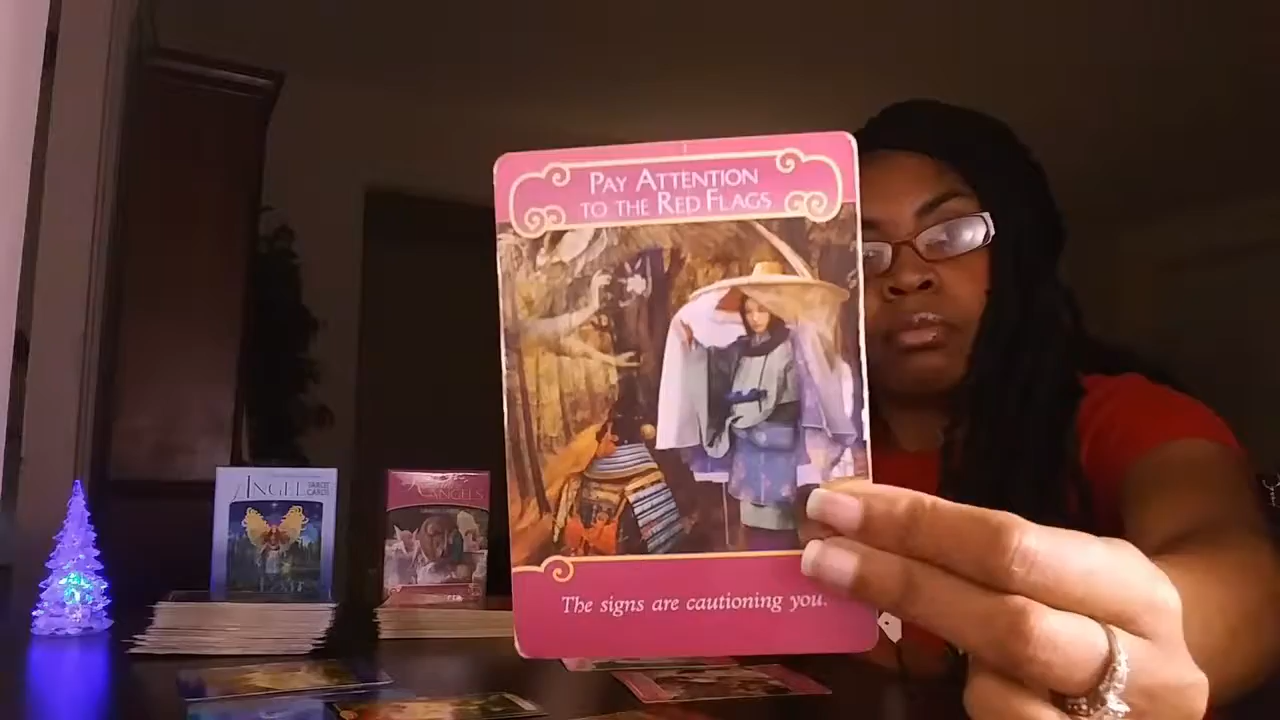 PAY ATTENTION
TO THE RED FLAGS
The signs are cautioning you.
ANGEL
TAROT
CARDS
ANGELS